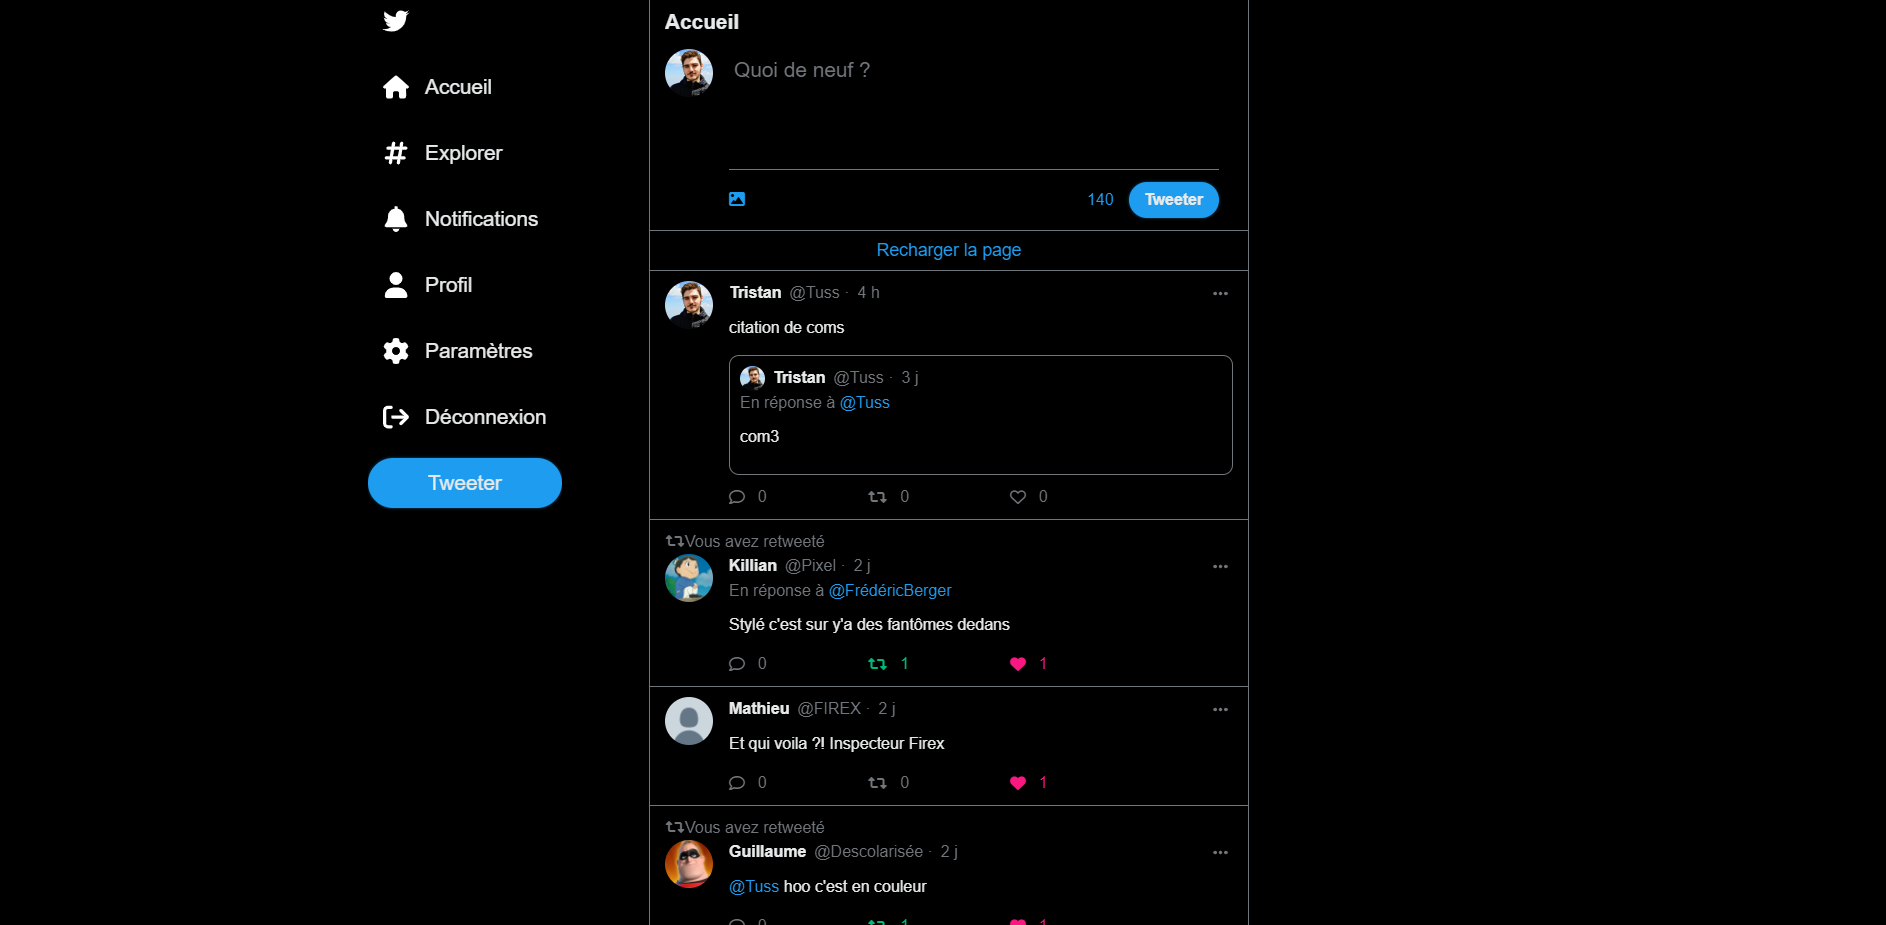 Accueil
Explorer
Notifications
Profil
Paramètres
Déconnexion
Tweeter
Accueil
Quoi de neuf ?
140 Tweeter
Recharger la page
Tristan @Tuss · 4 h
citation de coms
Tristan @Tuss · 3 j
En réponse à @Tuss
com3
0 0 0
Vous avez retweeté
Killian @Pixel · 2 j
En réponse à @FrédéricBerger
Stylé c'est sur y'a des fantômes dedans
0 1 1
Mathieu @FIREX · 2 j
Et qui voila ?! Inspecteur Firex
0 0 1
Vous avez retweeté
Guillaume @Descolarisée · 2 j
@Tuss hoo c'est en couleur
0 1 1